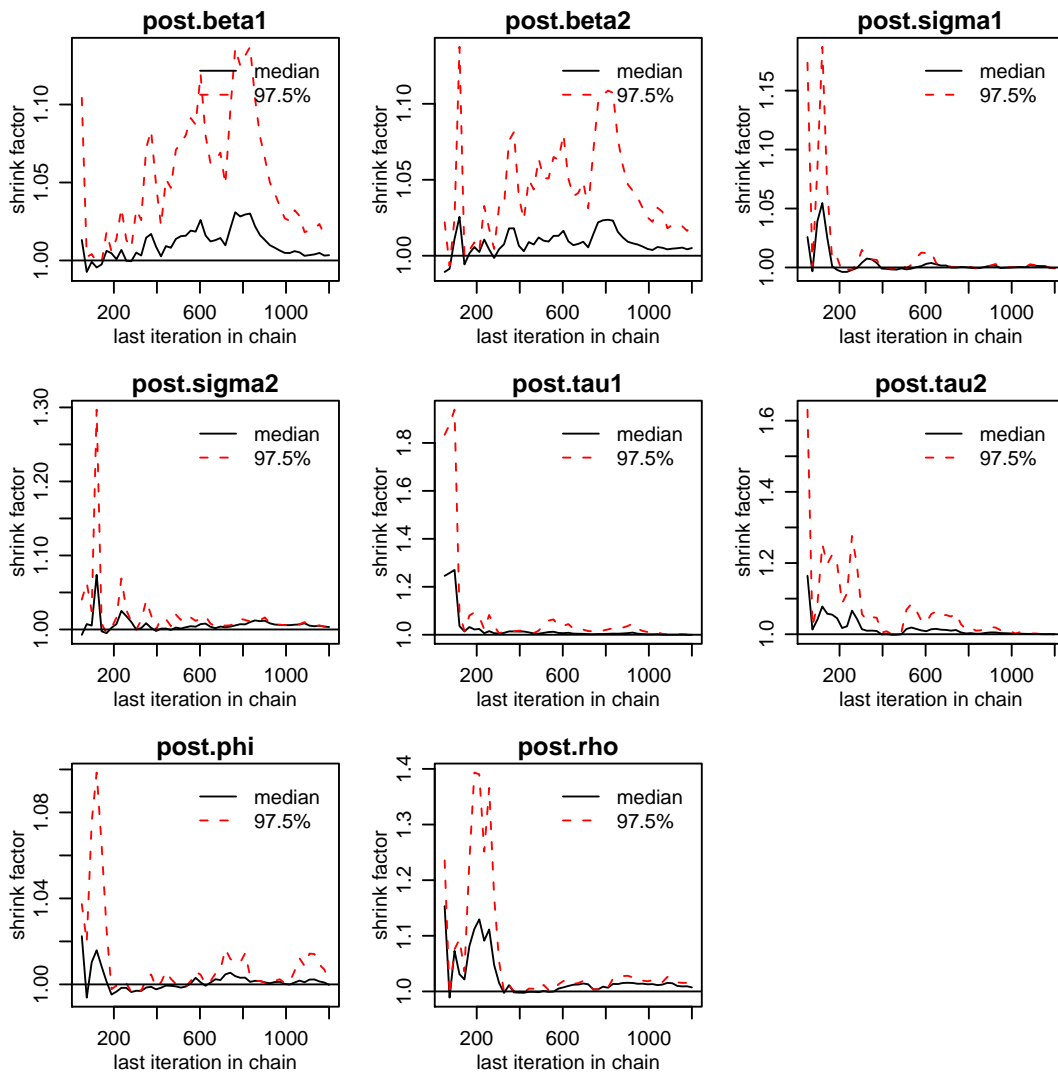 post.beta1
shrink factor
1.00 1.05 1.10
median
97.5%
200 600 1000
last iteration in chain
post.beta2
shrink factor
1.00 1.05 1.10
median
97.5%
200 600 1000
last iteration in chain
post.sigma1
shrink factor
1.00 1.05 1.10 1.15
median
97.5%
200 600 1000
last iteration in chain
post.sigma2
shrink factor
1.00 1.10 1.20 1.30
median
97.5%
200 600 1000
last iteration in chain
post.tau1
shrink factor
1.0 1.2 1.4 1.6 1.8
median
97.5%
200 600 1000
last iteration in chain
post.tau2
shrink factor
1.0 1.2 1.4 1.6
median
97.5%
200 600 1000
last iteration in chain
post.phi
shrink factor
1.00 1.04 1.08
median
97.5%
200 600 1000
last iteration in chain
post.rho
shrink factor
1.0 1.1 1.2 1.3 1.4
median
97.5%
200 600 1000
last iteration in chain